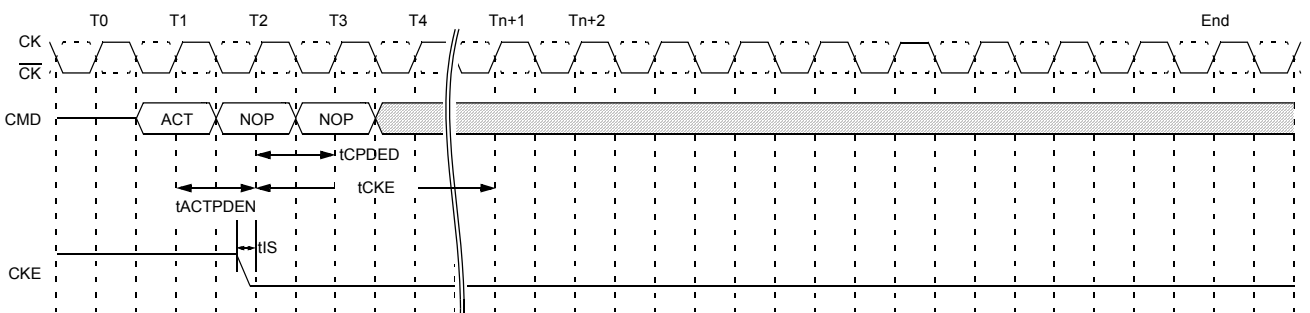 T0 T1 T2 T3 T4 Tn+1 Tn+2 End
CK
CK
CMD ACT NOP NOP
tCPDED
tCKE
tACTPDEN
tIS
CKE